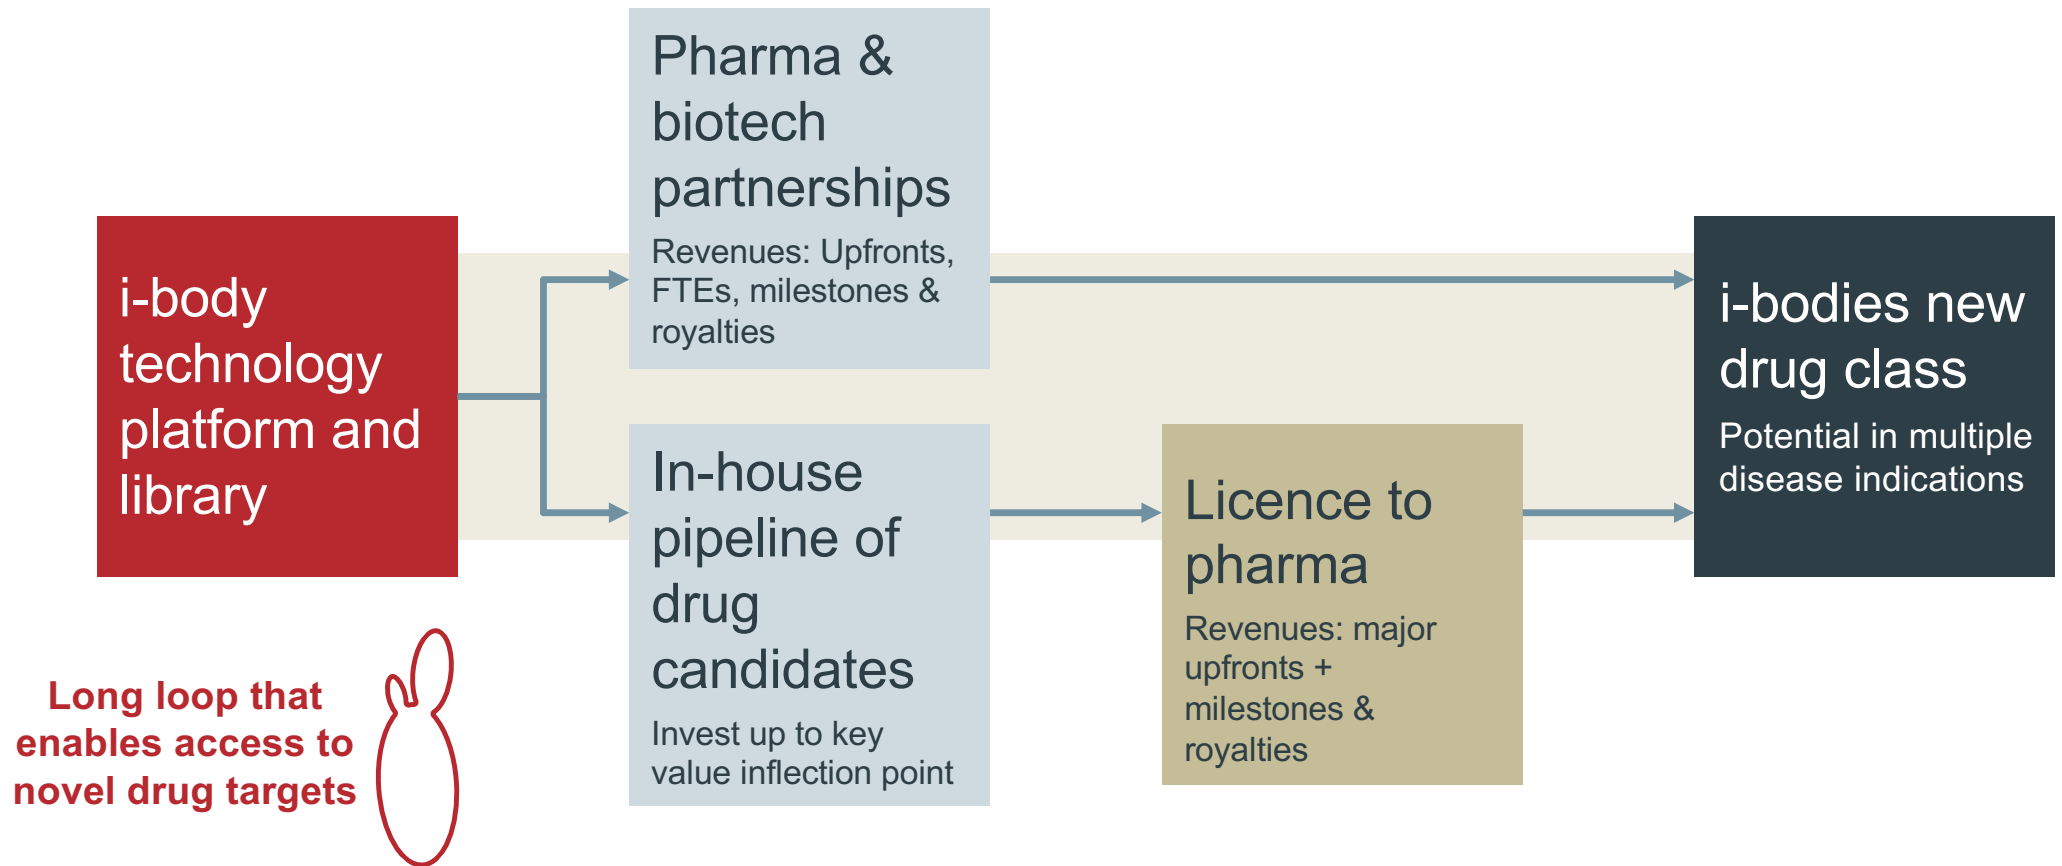 i-body
technology
platform and
library
Long loop that
enables access to
novel drug targets
Pharma &
biotech
partnerships
Revenues: Upfronts,
FTEs, milestones &
royalties
In-house
pipeline of
drug
candidates
Invest up to key
value inflection point
Licence to
pharma
Revenues: major
upfronts +
milestones &
royalties
i-bodies new
drug class
Potential in multiple
disease indications